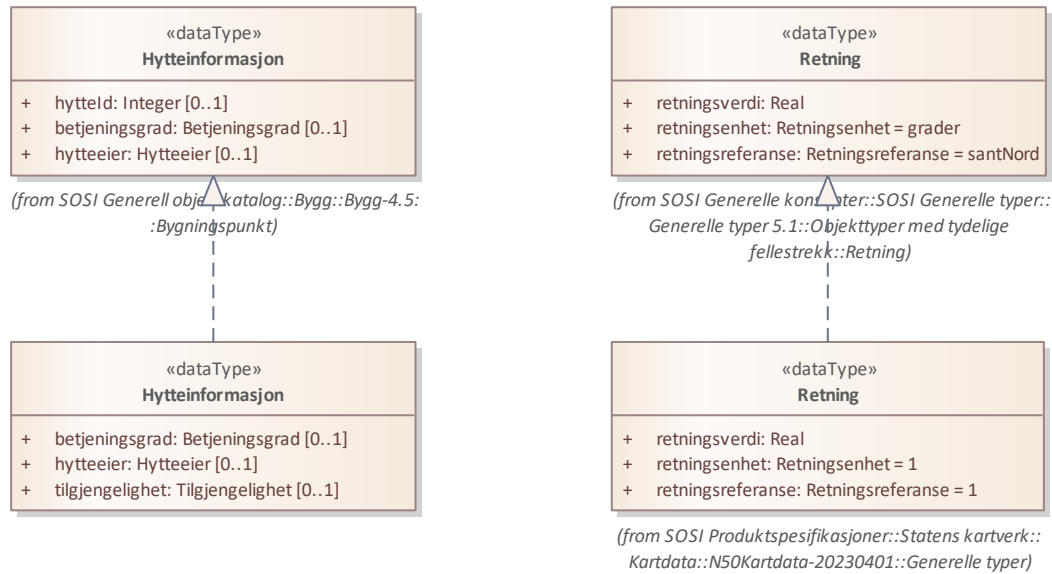 «dataType»
Hytteinformasjon
+ hytteId: Integer [0..1]
+ betjeningsgrad: Betjeningsgrad [0..1]
+ hytteeier: Hytteeier [0..1]
(from SOSI Generell objektkatalog::Bygg::Bygg-4.5:
:Bygningspunkt)
«dataType»
Retning
+ retningsverdi: Real
+ retningsenhet: Retningsenhet = grader
+ retningsreferanse: Retningsreferanse = santNord
(from SOSI Generelle konsepter::SOSI Generelle typer::
Generelle typer 5.1::Objekttyper med tydelige
fellestrekk::Retning)
«dataType»
Hytteinformasjon
+ betjeningsgrad: Betjeningsgrad [0..1]
+ hytteeier: Hytteeier [0..1]
+ tilgjengelighet: Tilgjengelighet [0..1]
«dataType»
Retning
+ retningsverdi: Real
+ retningsenhet: Retningsenhet = 1
+ retningsreferanse: Retningsreferanse = 1
(from SOSI Produktspesifikasjoner::Statens kartverk::
Kartdata::N50Kartdata-20230401::Generelle typer)